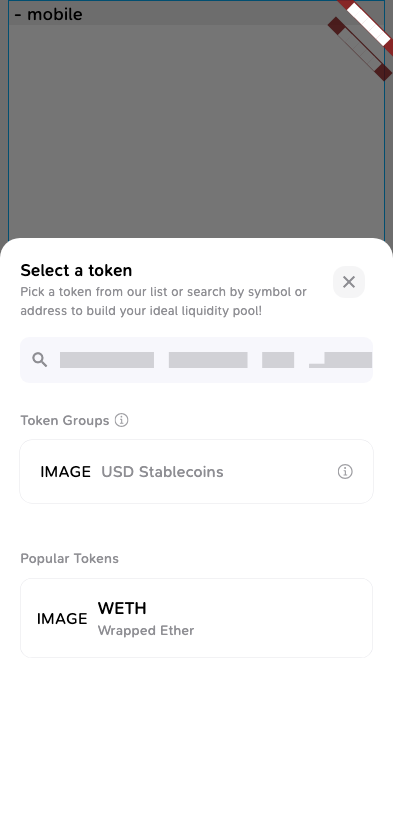 - mobile
Select a token
Pick a token from our list or search by symbol or
address to build your ideal liquidity pool!
Token Groups
IMAGE USD Stablecoins
Popular Tokens
IMAGE
WETH
Wrapped Ether